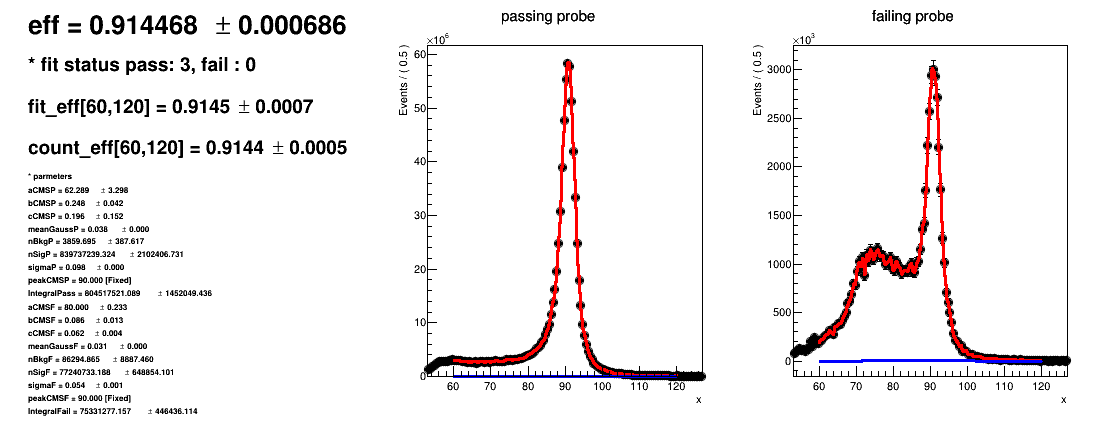 eff = 0.914468 ± 0.000686
* fit status pass: 3, fail : 0
fit_eff[60,120] = 0.9145 ± 0.0007
count_eff[60,120] = 0.9144 ± 0.0005
* parmeters
aCMSP = 62.289 ± 3.298
bCMSP = 0.248 ± 0.042
cCMSP = 0.196 ± 0.152
meanGaussP = 0.038 ± 0.000
nBkgP = 3859.695 ± 387.617
nSigP = 839737239.324 ± 2102406.731
sigmaP = 0.098 ± 0.000
peakCMSP = 90.000 [Fixed]
IntegralPass = 804517521.089 ± 1452049.436
aCMSF = 80.000 ± 0.233
bCMSF = 0.086 ± 0.013
cCMSF = 0.062 ± 0.004
meanGaussF = 0.031 ± 0.000
nBkgF = 86294.865 ± 8887.460
nSigF = 77240733.188 ± 648854.101
sigmaF = 0.054 ± 0.001
peakCMSF = 90.000 [Fixed]
IntegralFail = 75331277.157 ± 446436.114
passing probe
×10⁶
Events / ( 0.5 )
60
50
40
30
20
10
0
60 70 80 90 100 110 120
x
failing probe
×10³
Events / ( 0.5 )
3000
2500
2000
1500
1000
500
0
60 70 80 90 100 110 120
x